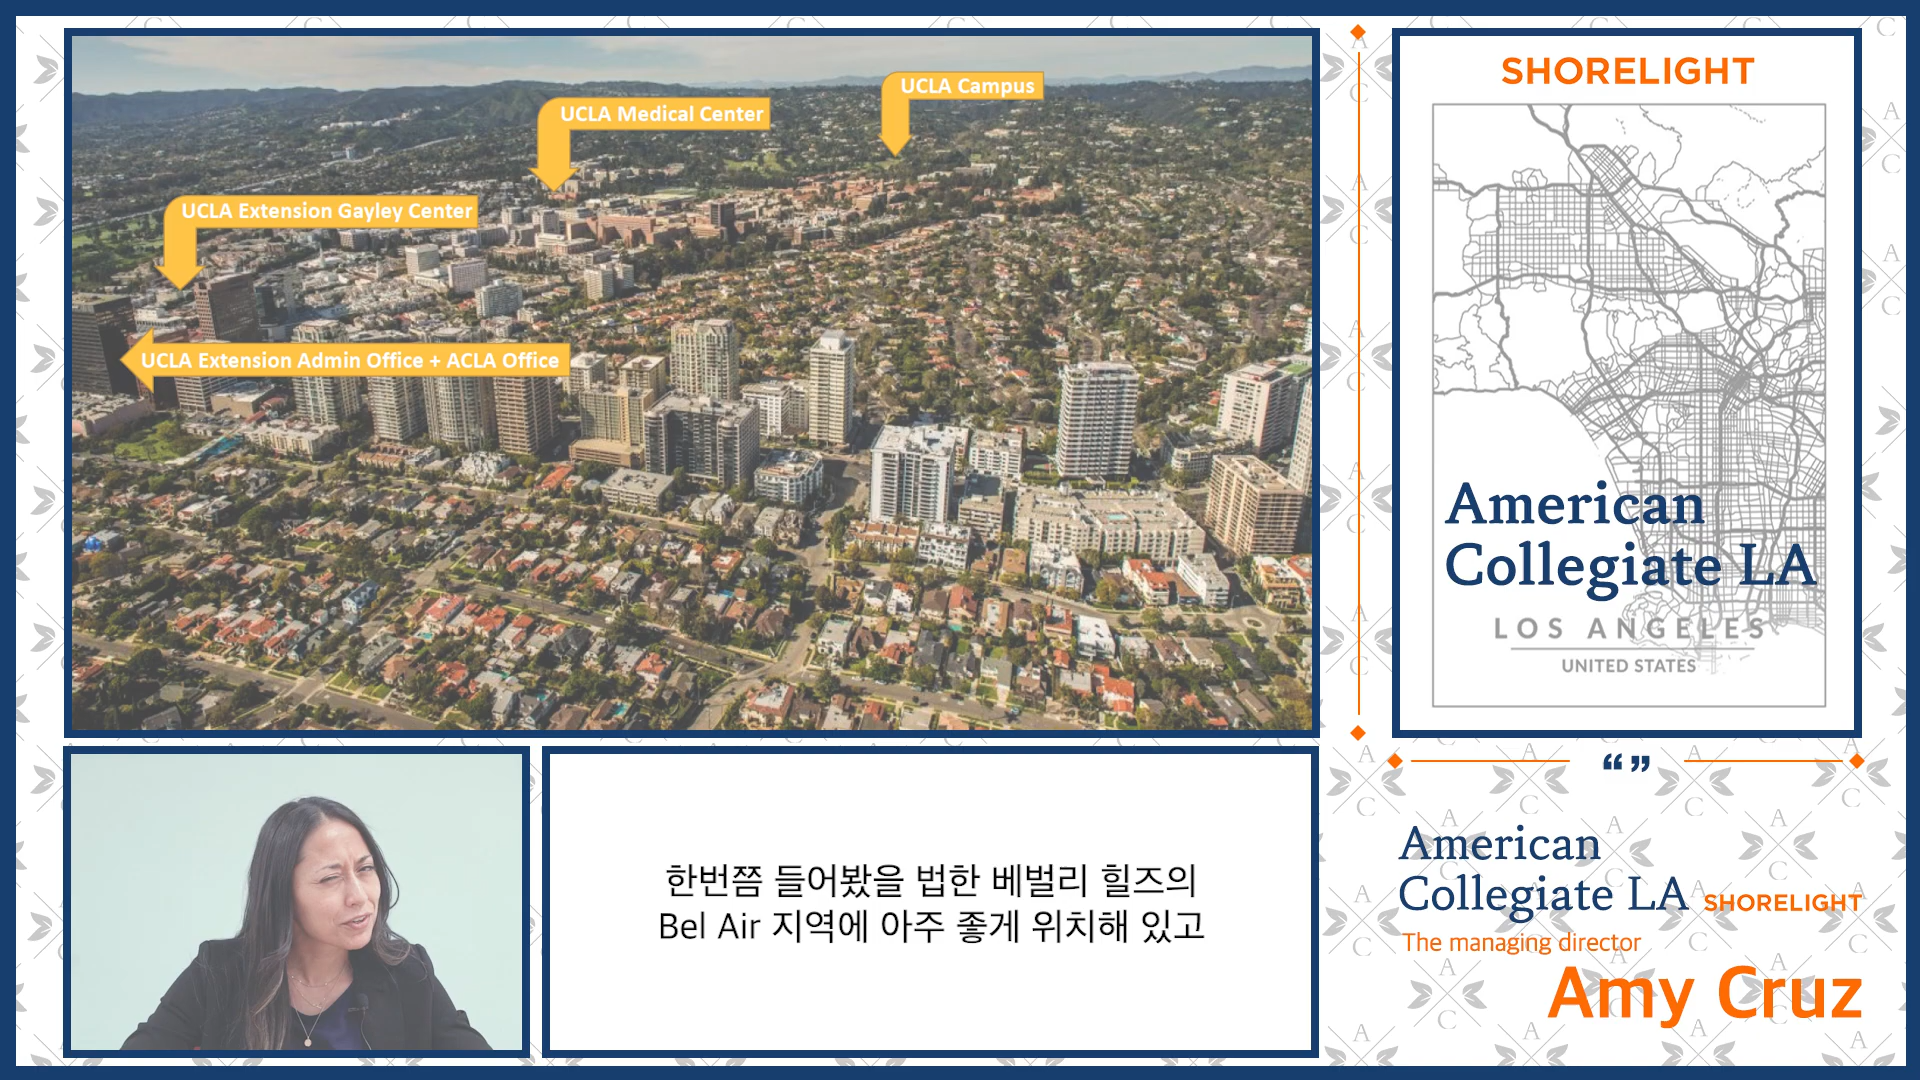 UCLA Campus
UCLA Medical Center
UCLA Extension Gayley Center
UCLA Extension Admin Office + ACLA Office
SHORELIGHT
American
Collegiate LA
LOS ANGELES
UNITED STATES
한번쯤 들어봤을 법한 베벌리 힐즈의
Bel Air 지역에 아주 좋게 위치해 있고
“ ”
American
Collegiate LA SHORELIGHT
The managing director
Amy Cruz